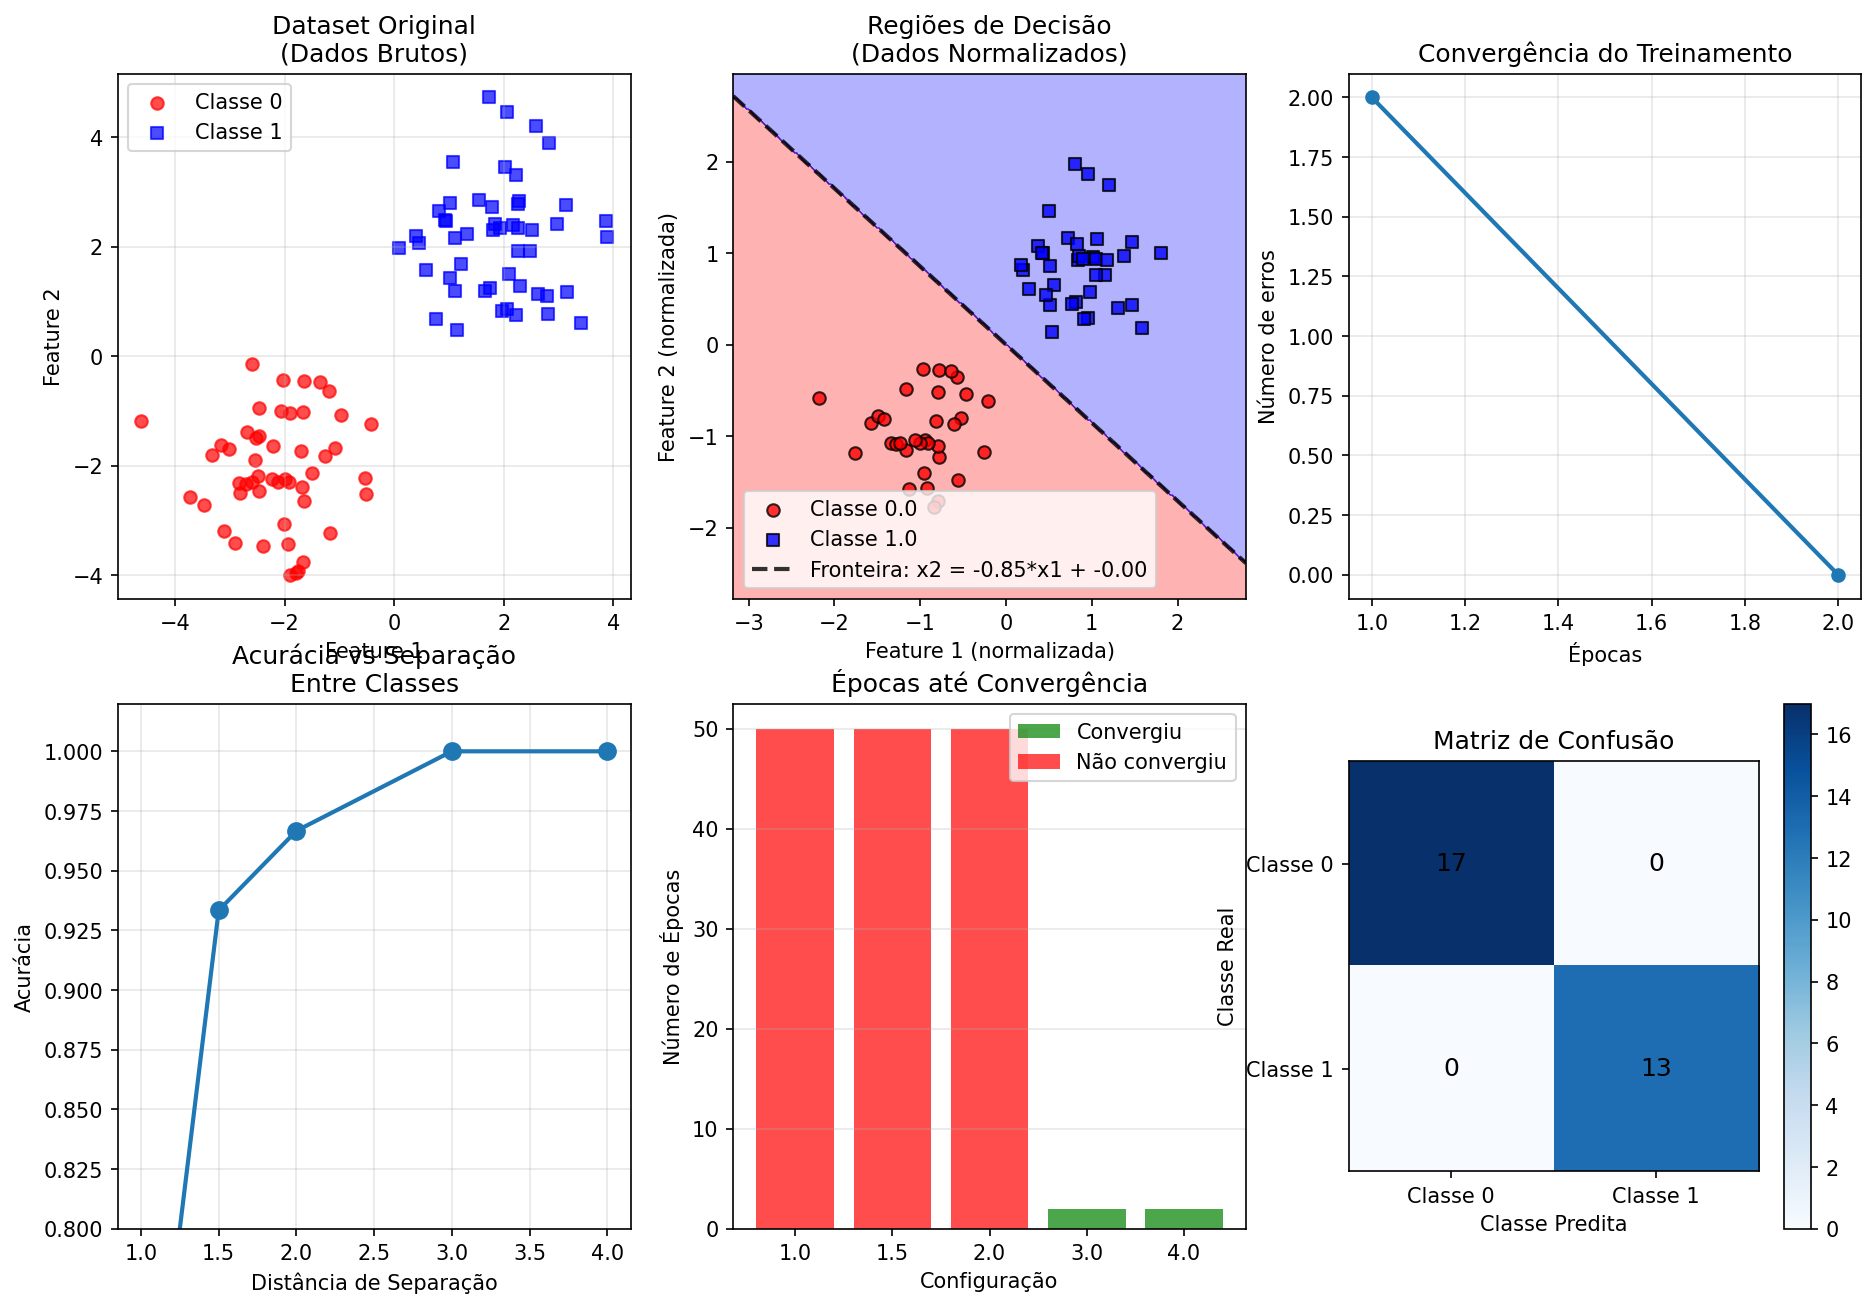 Dataset Original
(Dados Brutos)
Classe 0
Classe 1
Feature 2
4
2
0
−2
−4
−4
−2
0
2
4
Feature 1
Regiões de Decisão
(Dados Normalizados)
Feature 2 (normalizada)
2
1
0
−1
−2
Classe 0.0
Classe 1.0
Fronteira: x2 = -0.85*x1 + -0.00
−3
−2
−1
0
1
2
Feature 1 (normalizada)
Convergência do Treinamento
Número de erros
2.00
1.75
1.50
1.25
1.00
0.75
0.50
0.25
0.00
1.0
1.2
1.4
1.6
1.8
2.0
Épocas
Acurácia vs Separação
Entre Classes
Acurácia
1.000
0.975
0.950
0.925
0.900
0.875
0.850
0.825
0.800
1.0
1.5
2.0
2.5
3.0
3.5
4.0
Distância de Separação
Épocas até Convergência
Convergiu
Não convergiu
Número de Épocas
50
40
30
20
10
0
1.0
1.5
2.0
3.0
4.0
Configuração
Matriz de Confusão
Classe Real
Classe 0
17
0
Classe 1
0
13
Classe 0
Classe 1
Classe Predita
16
14
12
10
8
6
4
2
0